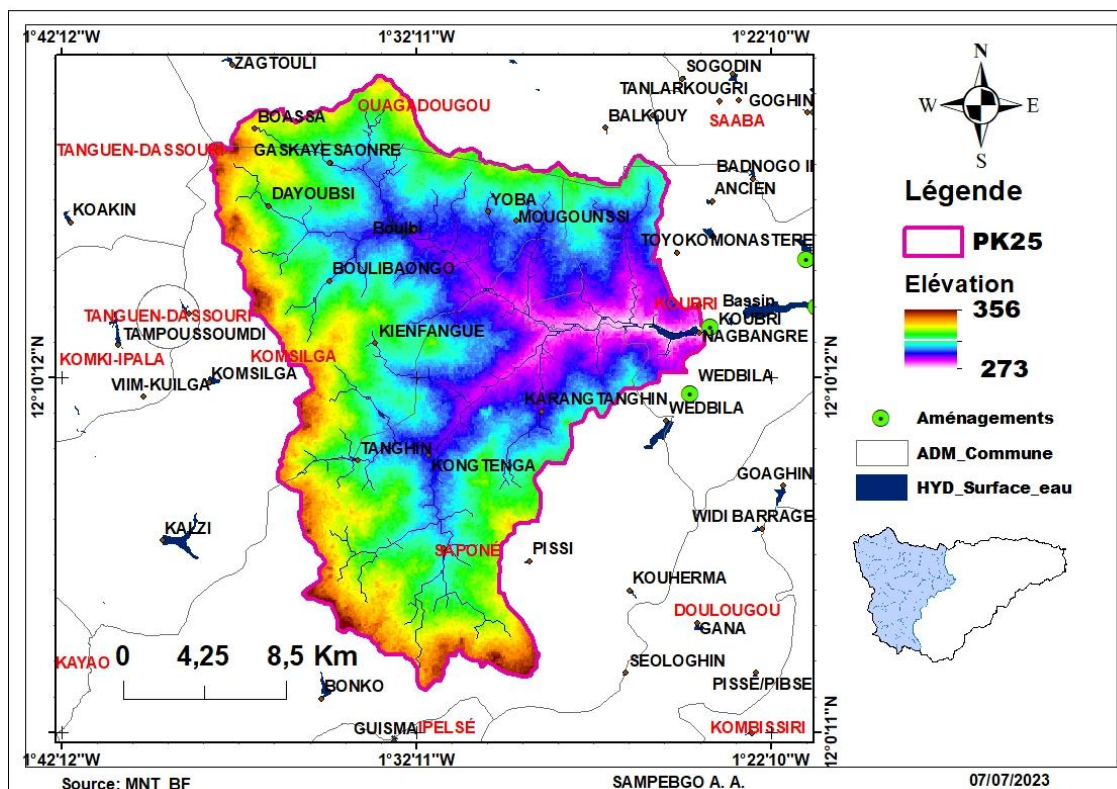 1°42'12"W
1°32'11"W
1°22'10"W
ZAGTOULI
SOGODIN
TANLARKOUGRI
GOGHIN
OUAGADOUGOU
BALKOUY
SAABA
BOASSA
TANGUEN-DASSOURI
GASKAYE SAONRE
BADNOGO II
DAYOUBSI
YOBA
ANCIEN
KOAKIN
MOUGOUNSSI
Boulbi
TOYOKO MONASTERE
BOULIBAONGO
KOUBRI
Bassin
TANGUEN-DASSOURI
KOUBRI
TAMPOUSSOUMDI
KIENFANGUE
NAGBANGRE
KOMKI-IPALA
KOMSILGA
KOMSILGA
WEDBILA
VIIM-KUILGA
KARANGTANGHIN
WEDBILA
TANGHIN
KONGTENGA
GOAGHIN
WIDI BARRAGE
KALZI
SAPONÉ
PISSI
KOUHERMA
DOULOUGOU
GANA
KAYAO
0 4,25 8,5 Km
SEOLOGHIN
BONKO
PISSE/PIBSE
GUISMA
IPELSÉ
KOMBISSIRI
12°10'12"N
12°0'11"N
12°10'12"N
12°0'11"N
1°42'12"W
1°32'11"W
1°22'10"W
N
W
E
S
Légende
PK25
Elévation
356
273
Aménagements
ADM_Commune
HYD_Surface_eau
Source: MNT_BF
SAMPEBGO A. A.
07/07/2023